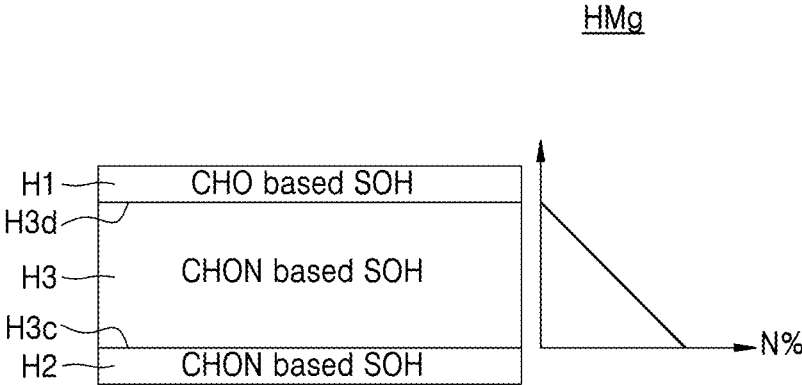 HMg
H1
CHO based SOH
H3d
H3
CHON based SOH
H3c
N%
H2
CHON based SOH